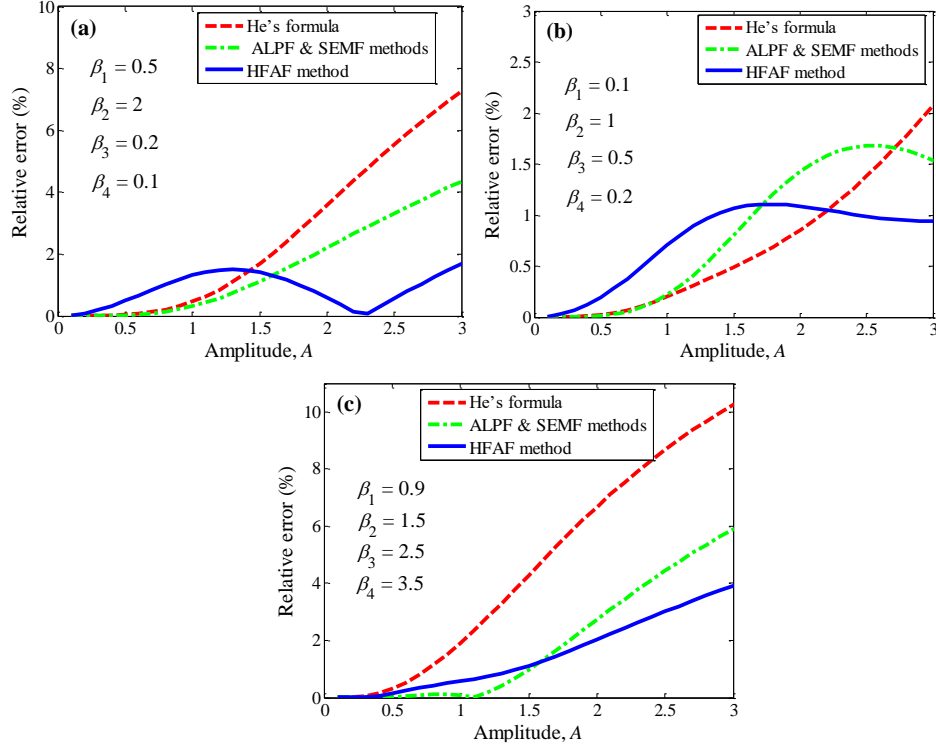 (a)
He's formula
ALPF & SEMF methods
HFAF method
β1 = 0.5
β2 = 2
β3 = 0.2
β4 = 0.1
Relative error (%)
8
6
4
2
0
0 0.5 1 1.5 2 2.5 3
Amplitude, A
(b)
He's formula
ALPF & SEMF methods
HFAF method
β1 = 0.1
β2 = 1
β3 = 0.5
β4 = 0.2
Relative error (%)
3
2.5
2
1.5
1
0.5
0
0 0.5 1 1.5 2 2.5 3
Amplitude, A
(c)
He's formula
ALPF & SEMF methods
HFAF method
β1 = 0.9
β2 = 1.5
β3 = 2.5
β4 = 3.5
Relative error (%)
10
8
6
4
2
0
0 0.5 1 1.5 2 2.5 3
Amplitude, A